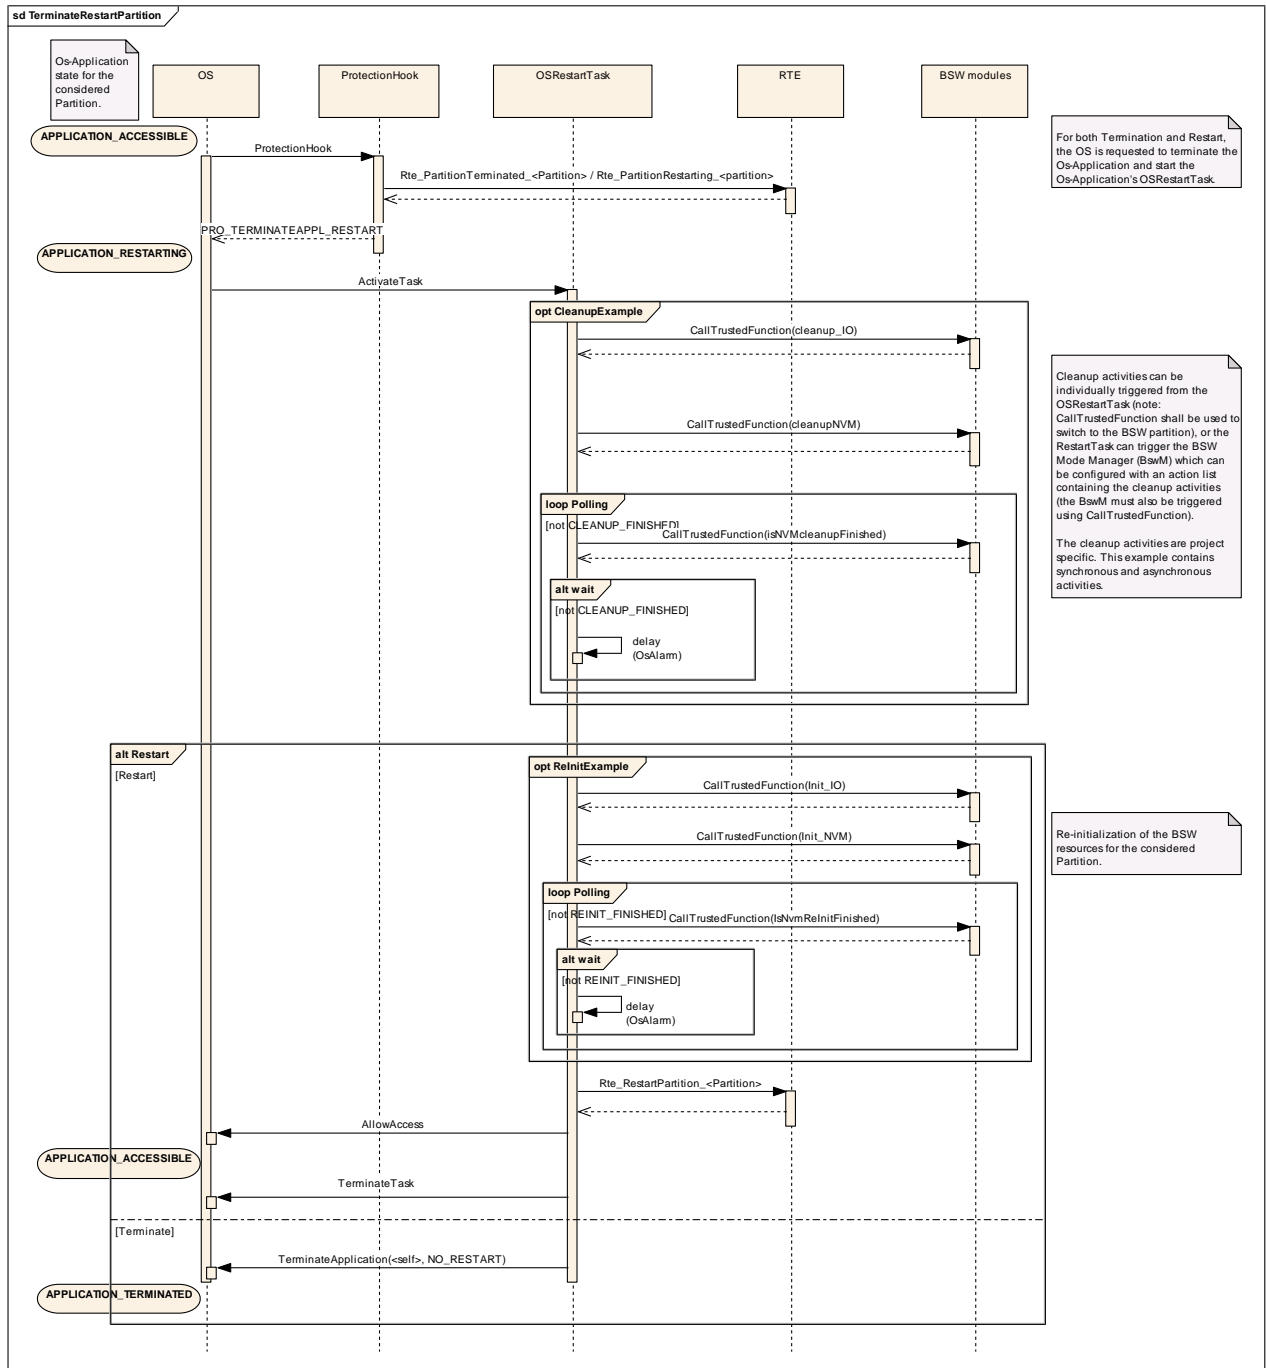 sd TerminateRestartPartition
Os-Application
state for the
considered
Partition.
OS
ProtectionHook
OSRestartTask
RTE
BSW modules
APPLICATION_ACCESSIBLE
For both Termination and Restart,
the OS is requested to terminate the
Os-Application and start the
Os-Application's OSRestartTask.
ProtectionHook
Rte_PartitionTerminated_<Partition> / Rte_PartitionRestarting_<partition>
PRO_TERMINATEAPPL_RESTART
APPLICATION_RESTARTING
ActivateTask
opt CleanupExample
CallTrustedFunction(cleanup_IO)
CallTrustedFunction(cleanupNVM)
Cleanup activities can be
individually triggered from the
OSRestartTask (note:
CallTrustedFunction shall be used to
switch to the BSW partition), or the
RestartTask can trigger the BSW
Mode Manager (BswM) which can
be configured with an action list
containing the cleanup activities
(the BswM must also be triggered
using CallTrustedFunction).
The cleanup activities are project
specific. This example contains
synchronous and asynchronous
activities.
loop Polling
[not CLEANUP_FINISHED]
CallTrustedFunction(isNVMcleanupFinished)
alt wait
[not CLEANUP_FINISHED]
delay
(OsAlarm)
alt Restart
[Restart]
opt ReInitExample
CallTrustedFunction(Init_IO)
CallTrustedFunction(Init_NVM)
Re-initialization of the BSW
resources for the considered
Partition.
loop Polling
[not REINIT_FINISHED]
CallTrustedFunction(IsNvmReInitFinished)
alt wait
[not REINIT_FINISHED]
delay
(OsAlarm)
Rte_RestartPartition_<Partition>
AllowAccess
APPLICATION_ACCESSIBLE
TerminateTask
[Terminate]
TerminateApplication(<self>, NO_RESTART)
APPLICATION_TERMINATED